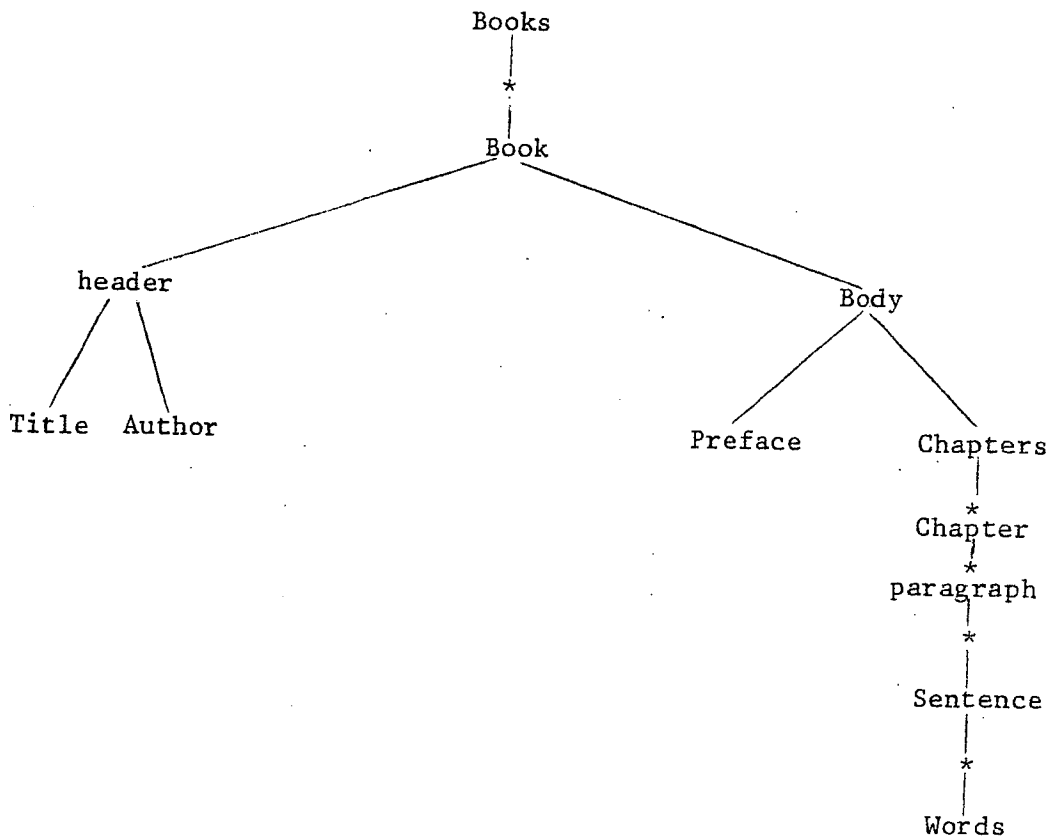 Books
*
Book
header
Body
Title Author
Preface
Chapters
*
Chapter
*
paragraph
*
Sentence
*
Words